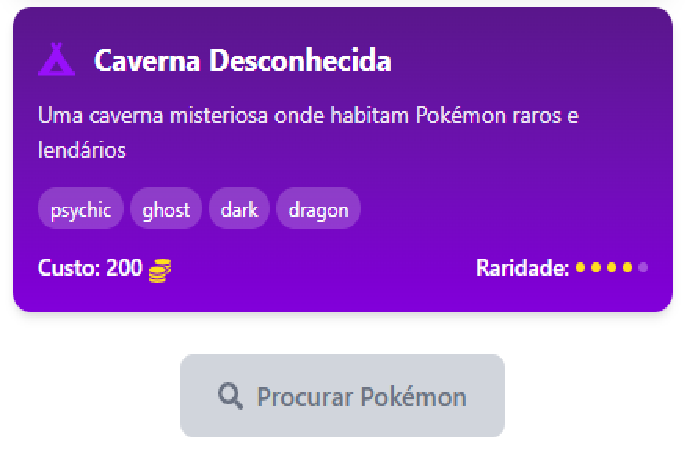 Caverna Desconhecida
Uma caverna misteriosa onde habitam Pokémon raros e
lendários
psychic ghost dark dragon
Custo: 200 Raridade:
Procurar Pokémon